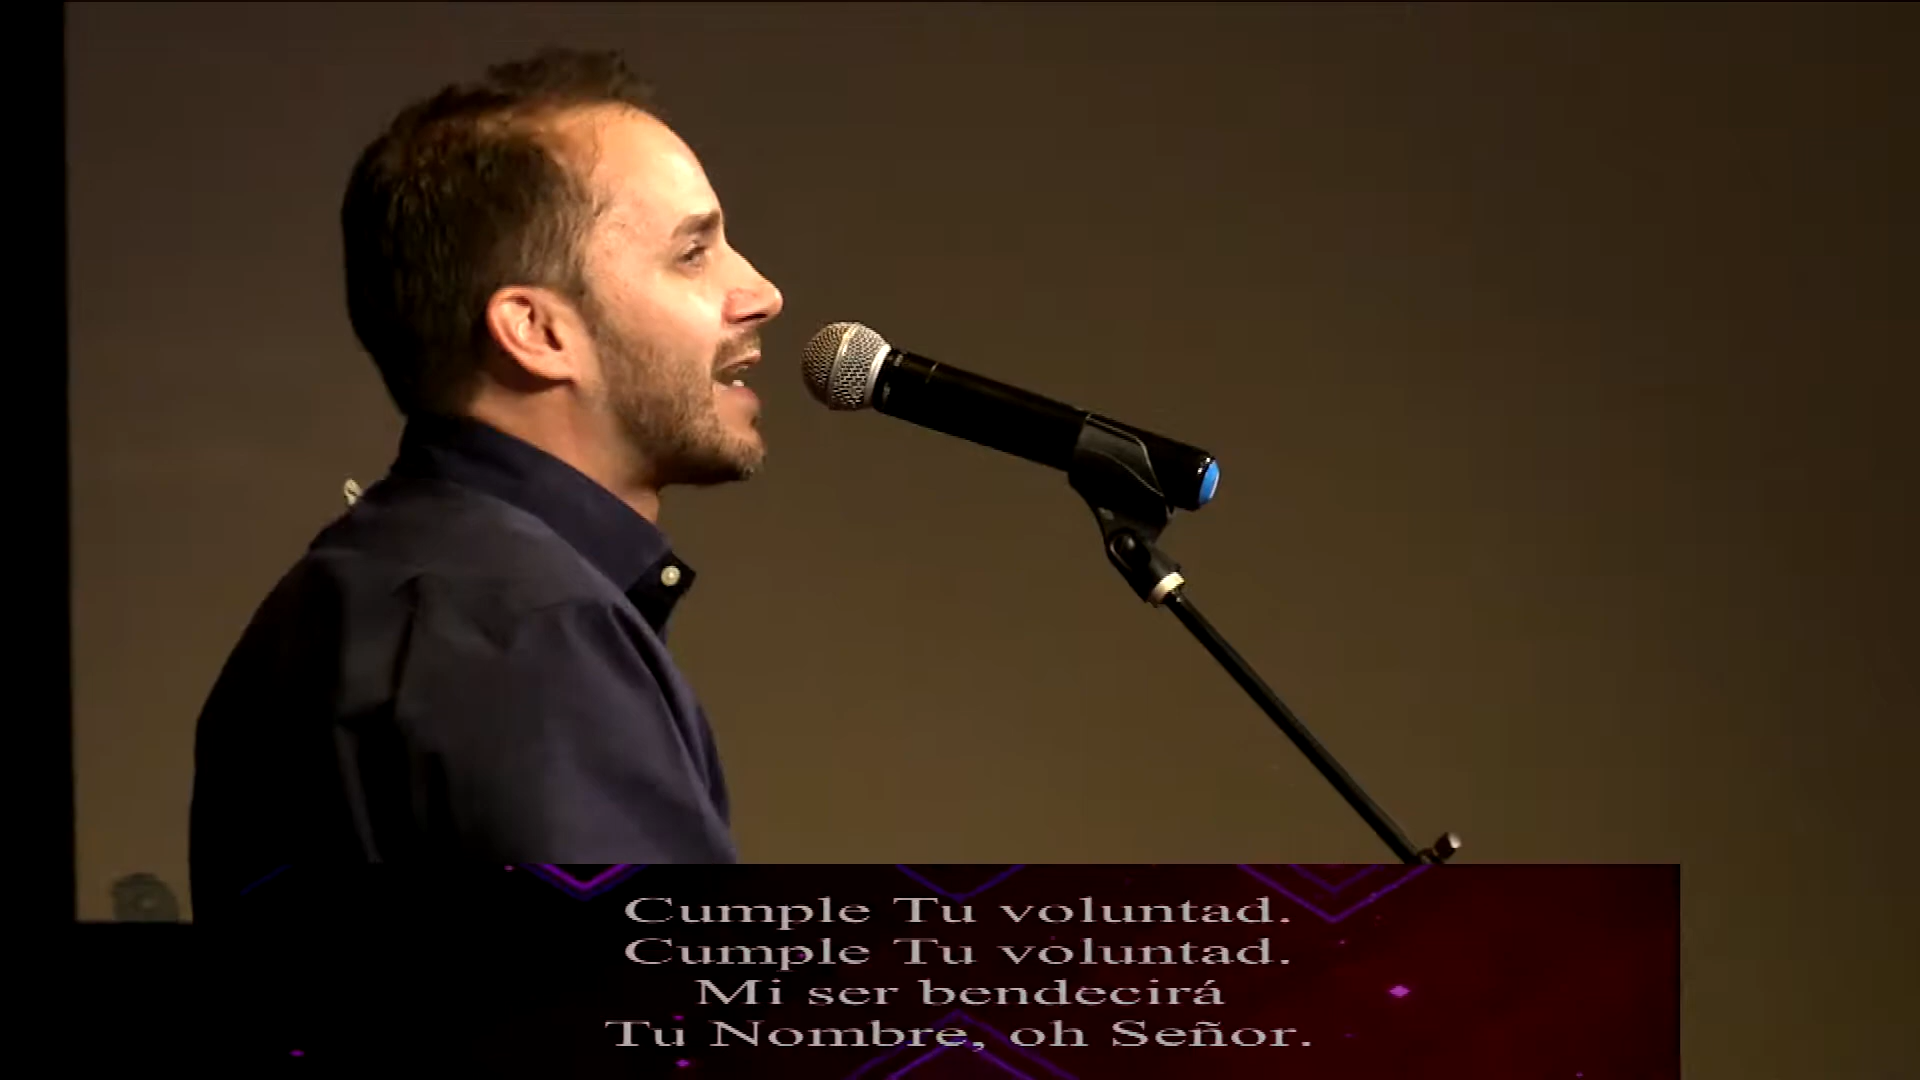 Cumple Tu voluntad.
Cumple Tu voluntad.
Mi ser bendecirá
Tu Nombre, oh Señor.